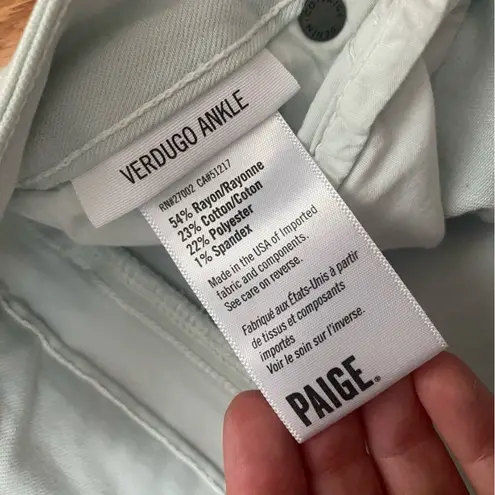 VERDUGO ANKLE
RN#27002 CA#51217
54% Rayon/Rayonne
23% Cotton/Coton
22% Polyester
1% Spandex
Made in the USA of Imported
fabric and components.
See care on reverse.
Fabriqué aux États-Unis à partir
de tissus et composants
importés
Voir le soin sur l'inverse.
PAIGE®